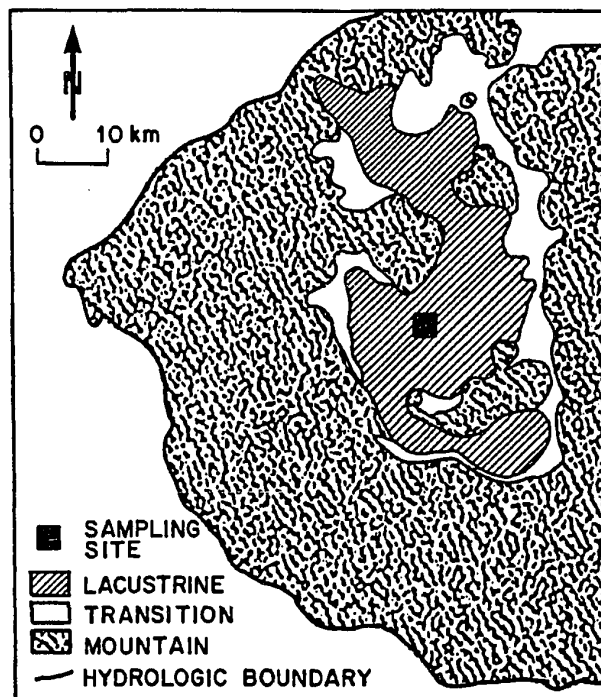 N
0 10 km
SAMPLING
SITE
LACUSTRINE
TRANSITION
MOUNTAIN
HYDROLOGIC BOUNDARY